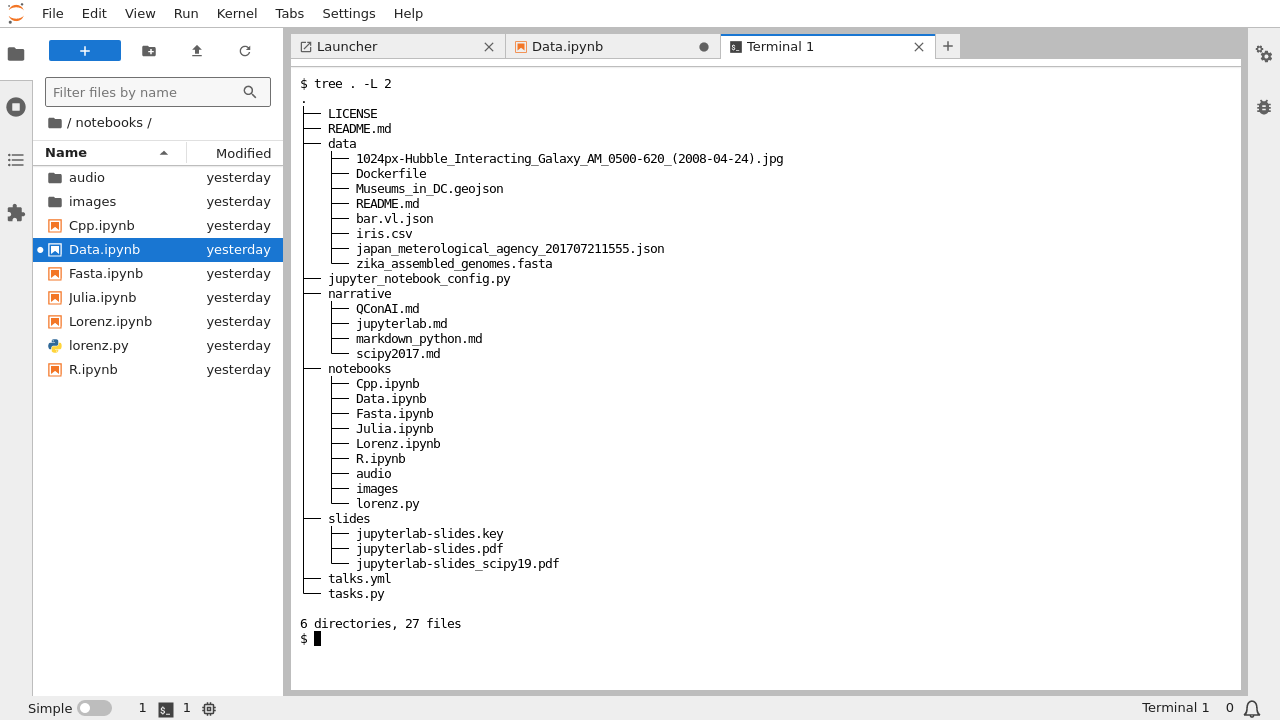 File Edit View Run Kernel Tabs Settings Help
Launcher
Data.ipynb
Terminal 1
Filter files by name
/ notebooks /
Name Modified
audio yesterday
images yesterday
Cpp.ipynb yesterday
Data.ipynb yesterday
Fasta.ipynb yesterday
Julia.ipynb yesterday
Lorenz.ipynb yesterday
lorenz.py yesterday
R.ipynb yesterday
$ tree . -L 2
.
├── LICENSE
├── README.md
├── data
│   ├── 1024px-Hubble_Interacting_Galaxy_AM_0500-620_(2008-04-24).jpg
│   ├── Dockerfile
│   ├── Museums_in_DC.geojson
│   ├── README.md
│   ├── bar.vl.json
│   ├── iris.csv
│   ├── japan_meterological_agency_201707211555.json
│   └── zika_assembled_genomes.fasta
├── jupyter_notebook_config.py
├── narrative
│   ├── QConAI.md
│   ├── jupyterlab.md
│   ├── markdown_python.md
│   └── scipy2017.md
├── notebooks
│   ├── Cpp.ipynb
│   ├── Data.ipynb
│   ├── Fasta.ipynb
│   ├── Julia.ipynb
│   ├── Lorenz.ipynb
│   ├── R.ipynb
│   ├── audio
│   ├── images
│   └── lorenz.py
├── slides
│   ├── jupyterlab-slides.key
│   ├── jupyterlab-slides.pdf
│   └── jupyterlab-slides_scipy19.pdf
├── talks.yml
└── tasks.py
6 directories, 27 files
$
Simple 1 $_ 1 Terminal 1 0